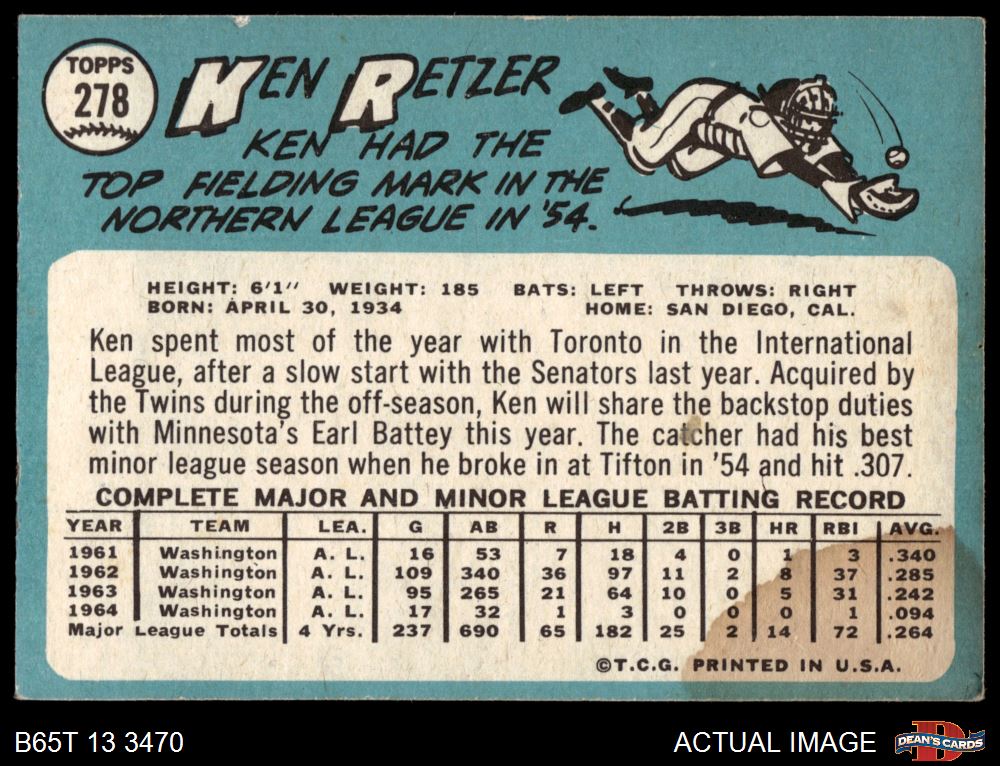 TOPPS
278
KEN RETZER
KEN HAD THE
TOP FIELDING MARK IN THE
NORTHERN LEAGUE IN '54.
HEIGHT: 6'1" WEIGHT: 185 BATS: LEFT THROWS: RIGHT
BORN: APRIL 30, 1934 HOME: SAN DIEGO, CAL.
Ken spent most of the year with Toronto in the International
League, after a slow start with the Senators last year. Acquired by
the Twins during the off-season, Ken will share the backstop duties
with Minnesota's Earl Battey this year. The catcher had his best
minor league season when he broke in at Tifton in '54 and hit .307.
COMPLETE MAJOR AND MINOR LEAGUE BATTING RECORD
YEAR TEAM LEA. G AB R H 2B 3B HR RBI AVG.
1961 Washington A. L. 16 53 7 18 4 0 1 3 .340
1962 Washington A. L. 109 340 36 97 11 2 8 37 .285
1963 Washington A. L. 95 265 21 64 10 0 5 31 .242
1964 Washington A. L. 17 32 1 3 0 0 0 1 .094
Major League Totals 4 Yrs. 237 690 65 182 25 2 14 72 .264
©T.C.G. PRINTED IN U.S.A.
B65T 13 3470
ACTUAL IMAGE
DEAN'S CARDS